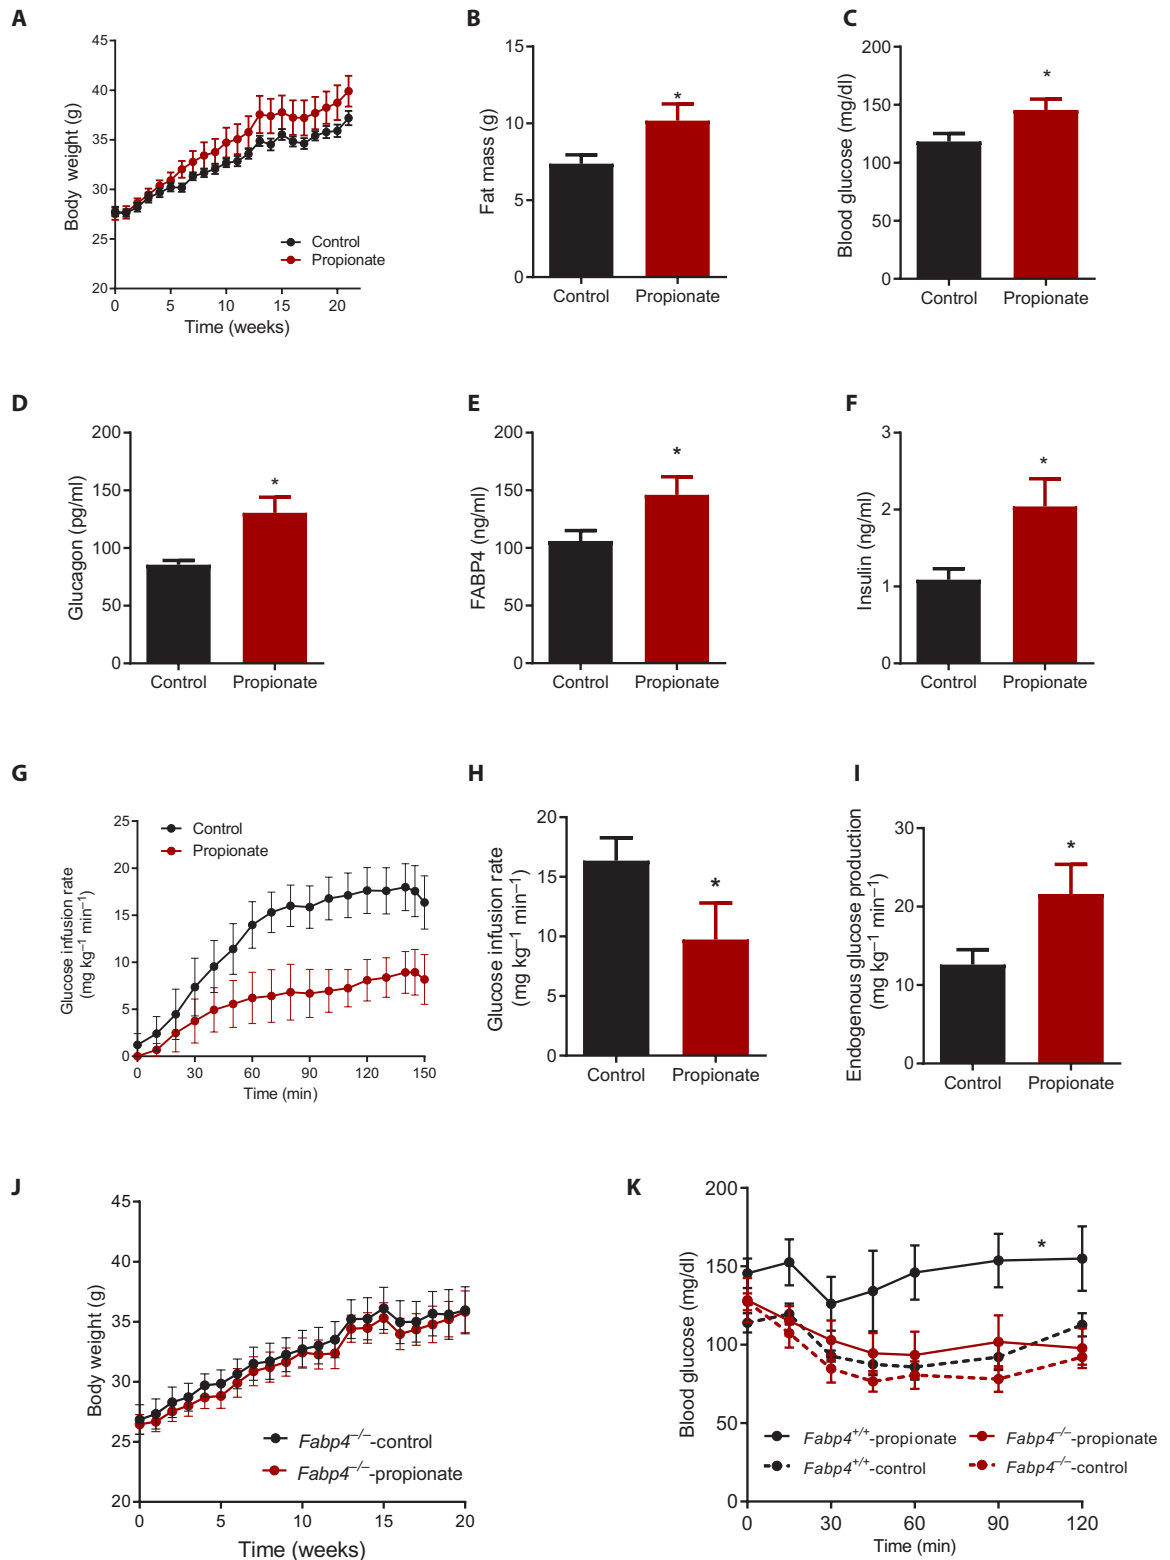 A
Body weight (g)
45
40
35
30
25
20
Control
Propionate
0 5 10 15 20
Time (weeks)
B
Fat mass (g)
15
10
5
0
*
Control Propionate
C
Blood glucose (mg/dl)
200
150
100
50
0
*
Control Propionate
D
Glucagon (pg/ml)
200
150
100
50
0
*
Control Propionate
E
FABP4 (ng/ml)
200
150
100
50
0
*
Control Propionate
F
Insulin (ng/ml)
3
2
1
0
*
Control Propionate
G
Glucose infusion rate
(mg kg⁻¹ min⁻¹)
25
20
15
10
5
0
Control
Propionate
0 30 60 90 120 150
Time (min)
H
Glucose infusion rate
(mg kg⁻¹ min⁻¹)
20
15
10
5
0
*
Control Propionate
I
Endogenous glucose production
(mg kg⁻¹ min⁻¹)
30
20
10
0
*
Control Propionate
J
Body weight (g)
45
40
35
30
25
20
Fabp4⁻/⁻-control
Fabp4⁻/⁻-propionate
0 5 10 15 20
Time (weeks)
K
Blood glucose (mg/dl)
200
150
100
50
0
*
Fabp4⁺/⁺-propionate Fabp4⁻/⁻-propionate
Fabp4⁺/⁺-control Fabp4⁻/⁻-control
0 30 60 90 120
Time (min)